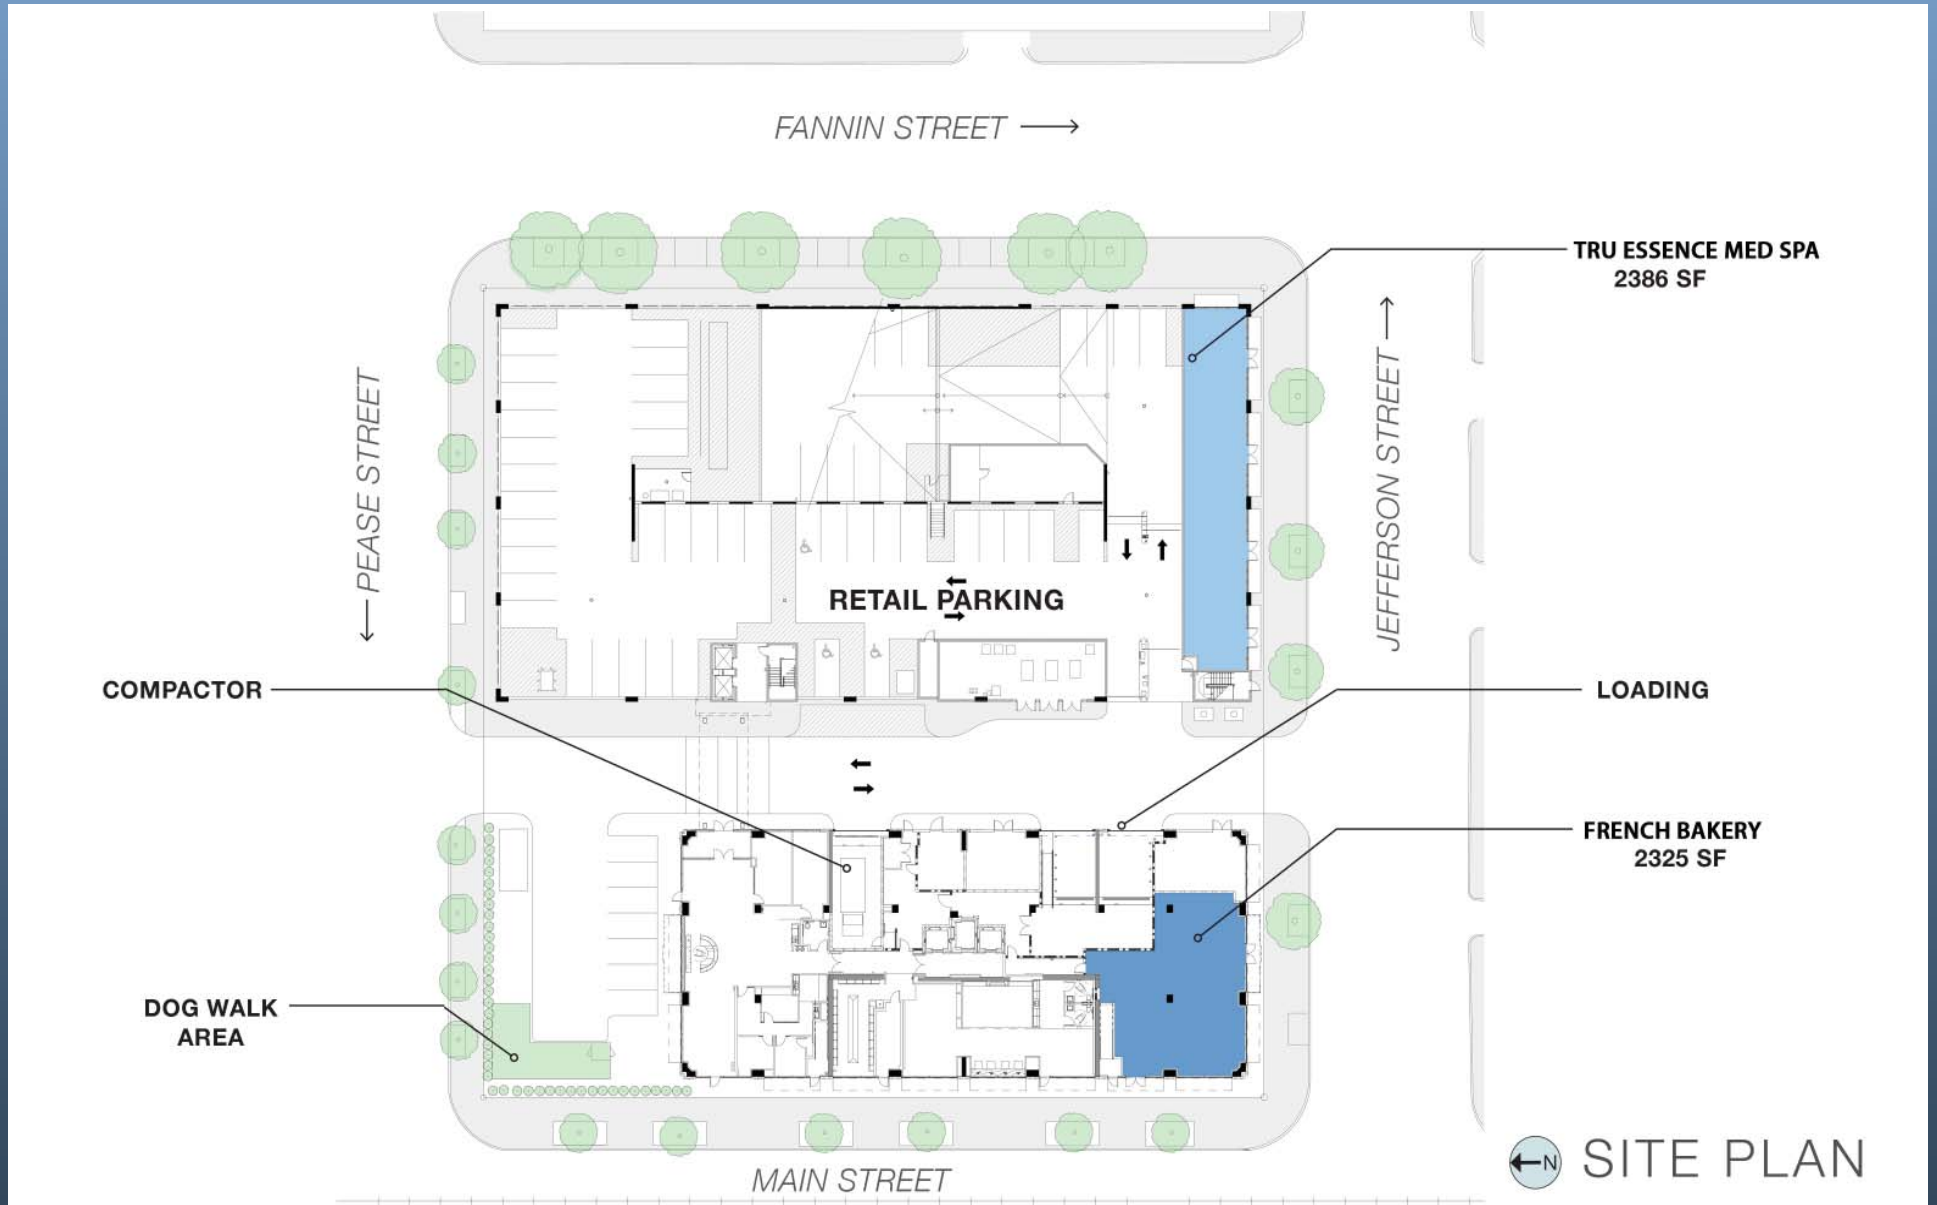 FANNIN STREET
TRU ESSENCE MED SPA
2386 SF
PEASE STREET
JEFFERSON STREET
RETAIL PARKING
COMPACTOR
LOADING
FRENCH BAKERY
2325 SF
DOG WALK
AREA
MAIN STREET
N
SITE PLAN